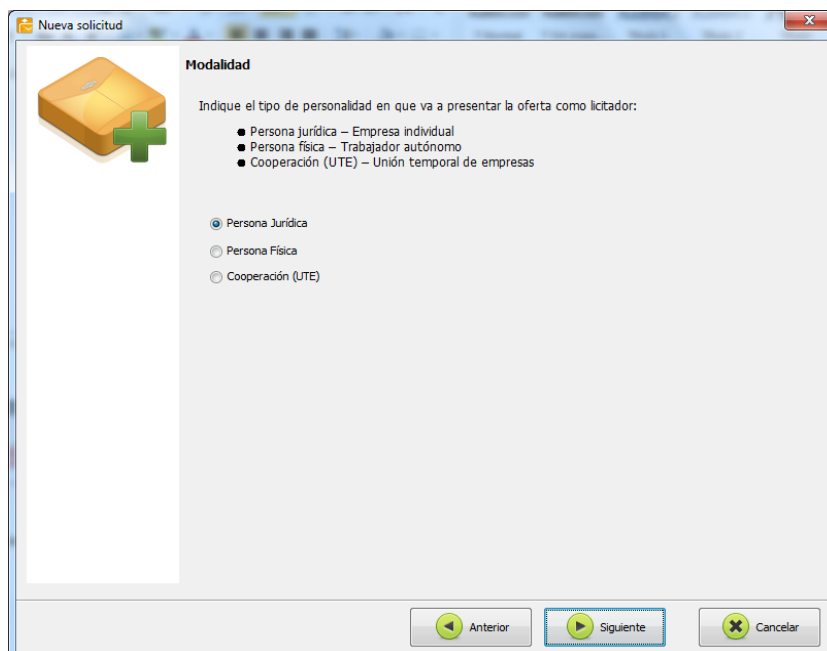 Nueva solicitud
Modalidad
Indique el tipo de personalidad en que va a presentar la oferta como licitador:
● Persona jurídica – Empresa individual
● Persona física – Trabajador autónomo
● Cooperación (UTE) – Unión temporal de empresas
Persona Jurídica
Persona Física
Cooperación (UTE)
Anterior Siguiente Cancelar